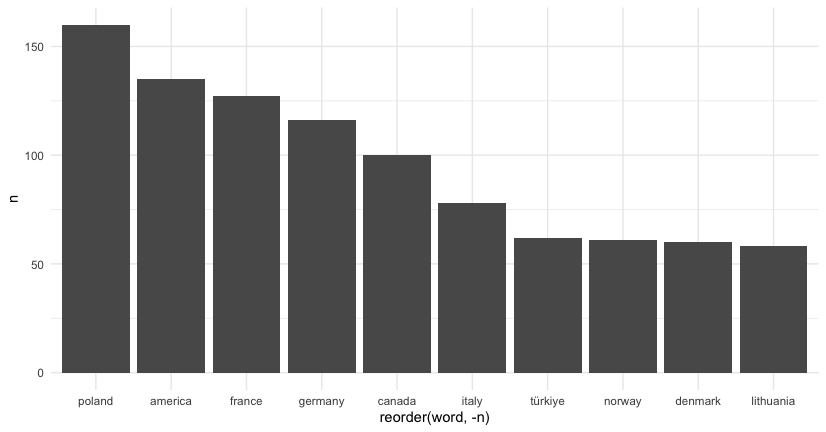 150
100
50
0
n
poland america france germany canada italy türkiye norway denmark lithuania
reorder(word, -n)